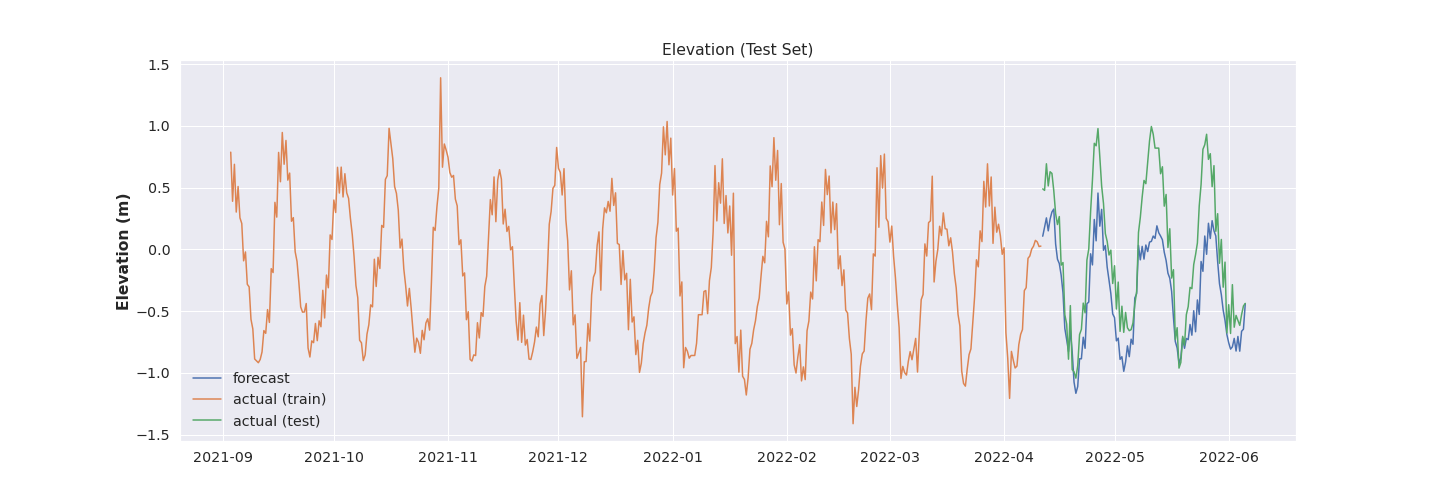 Elevation (Test Set)
Elevation (m)
1.5
1.0
0.5
0.0
−0.5
−1.0
−1.5
forecast
actual (train)
actual (test)
2021-09 2021-10 2021-11 2021-12 2022-01 2022-02 2022-03 2022-04 2022-05 2022-06